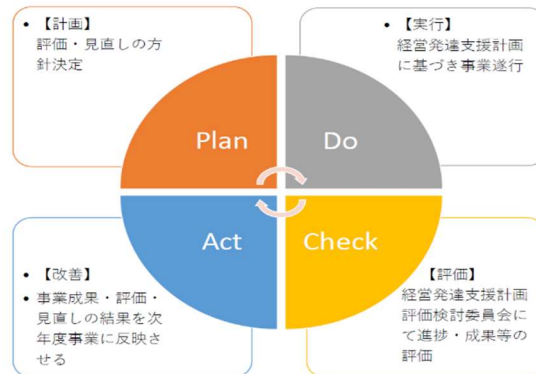 • 【計画】
評価・見直しの方
針決定
• 【実行】
経営発達支援計画
に基づき事業遂行
Plan
Do
Act
Check
• 【改善】
• 事業成果・評価・
見直しの結果を次
年度事業に反映さ
せる
• 【評価】
経営発達支援計画
評価検討委員会に
て進捗・成果等の
評価